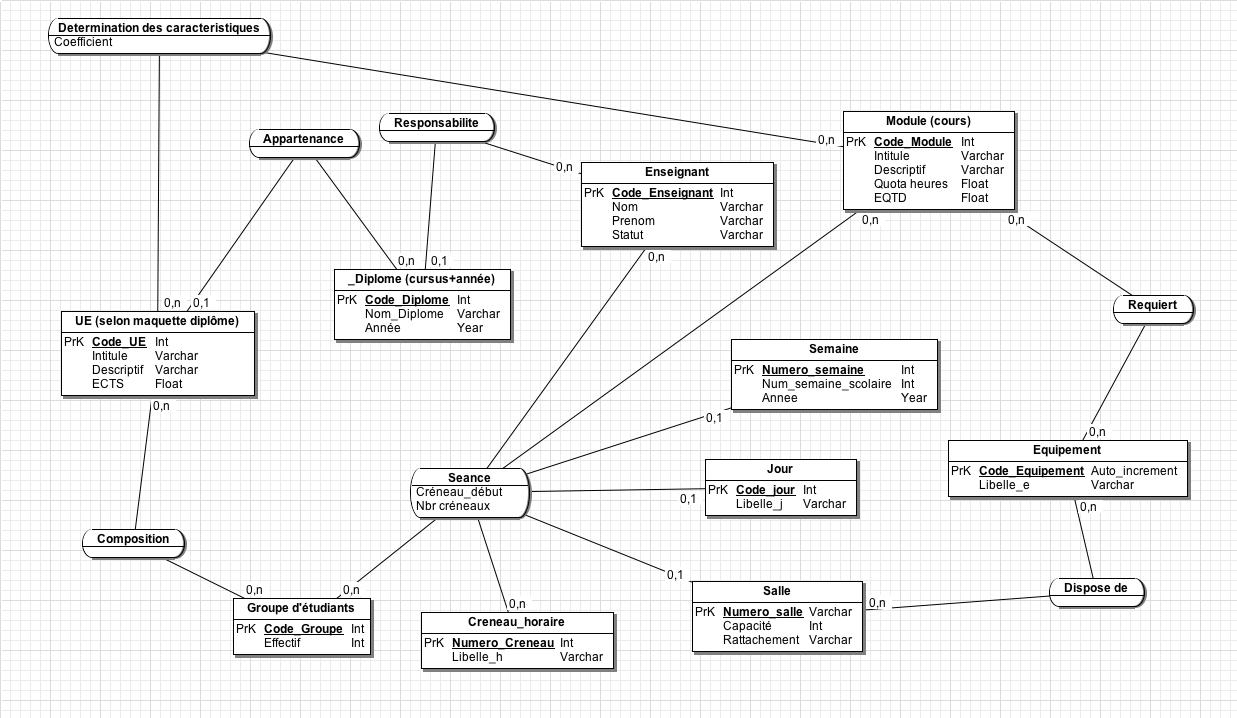 Determination des caracteristiques
Coefficient
Appartenance
Responsabilite
0,n
0,n
Module (cours)
PrK Code_Module Int
Intitule Varchar
Descriptif Varchar
Quota heures Float
EQTD Float
0,n
0,n
Enseignant
PrK Code_Enseignant Int
Nom Varchar
Prenom Varchar
Statut Varchar
0,n
0,n
0,1
_Diplome (cursus+année)
PrK Code_Diplome Int
Nom_Diplome Varchar
Année Year
0,n
0,1
UE (selon maquette diplôme)
PrK Code_UE Int
Intitule Varchar
Descriptif Varchar
ECTS Float
0,n
Requiert
Semaine
PrK Numero_semaine Int
Num_semaine_scolaire Int
Annee Year
0,1
0,n
Equipement
PrK Code_Equipement Auto_increment
Libelle_e Varchar
0,n
Seance
Créneau_début
Nbr créneaux
Jour
PrK Code_jour Int
Libelle_j Varchar
0,1
Composition
0,1
Dispose de
0,n
0,n
0,n
0,n
Groupe d'étudiants
PrK Code_Groupe Int
Effectif Int
Creneau_horaire
PrK Numero_Creneau Int
Libelle_h Varchar
Salle
PrK Numero_salle Varchar
Capacité Int
Rattachement Varchar